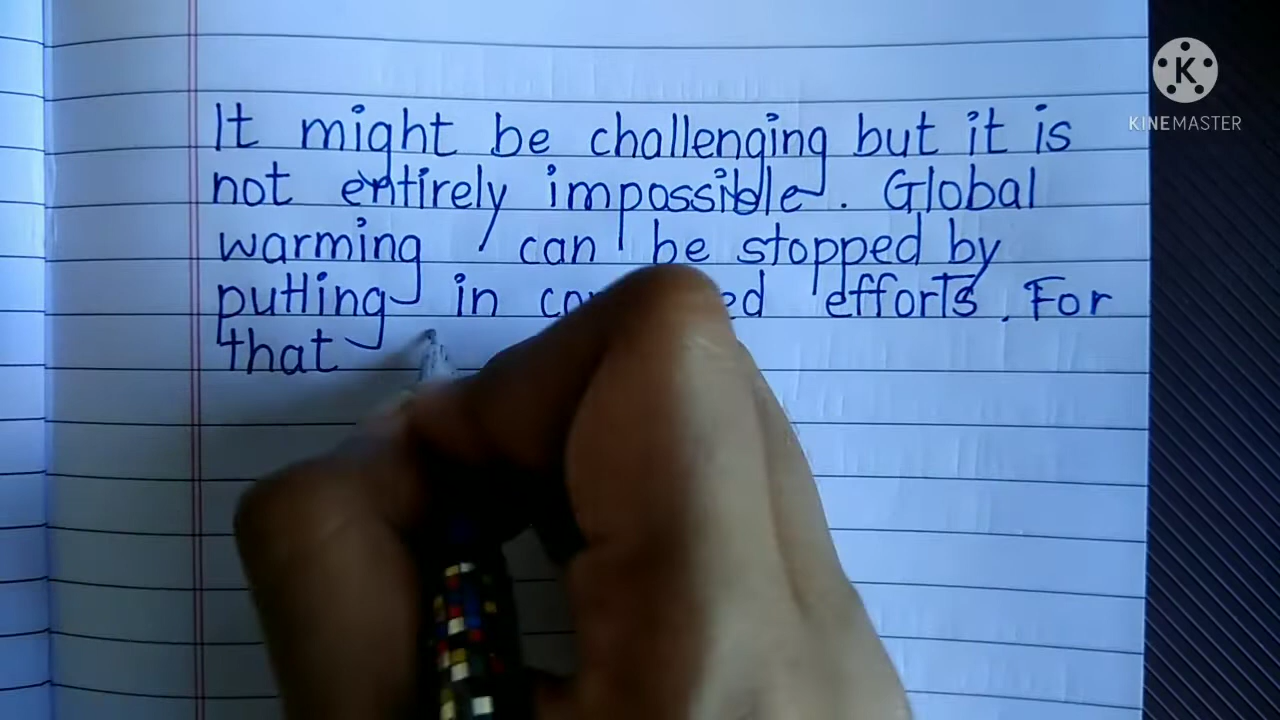 It might be challenging but it is
not entirely impossible. Global
warming can be stopped by
putting in efforts. For
that
KINEMASTER